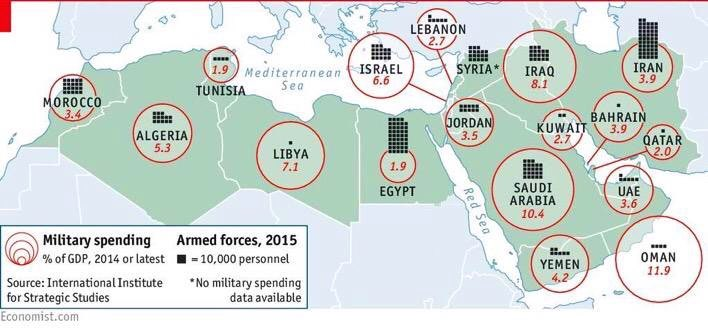 LEBANON
2.7
ISRAEL
6.6
SYRIA*
IRAQ
8.1
IRAN
3.9
TUNISIA
1.9
Mediterranean
Sea
MOROCCO
3.4
ALGERIA
5.3
LIBYA
7.1
EGYPT
1.9
JORDAN
3.5
KUWAIT
2.7
BAHRAIN
3.9
QATAR
2.0
SAUDI
ARABIA
10.4
UAE
3.6
Red Sea
YEMEN
4.2
OMAN
11.9
Military spending
% of GDP, 2014 or latest
Armed forces, 2015
= 10,000 personnel
Source: International Institute
for Strategic Studies
*No military spending
data available
Economist.com